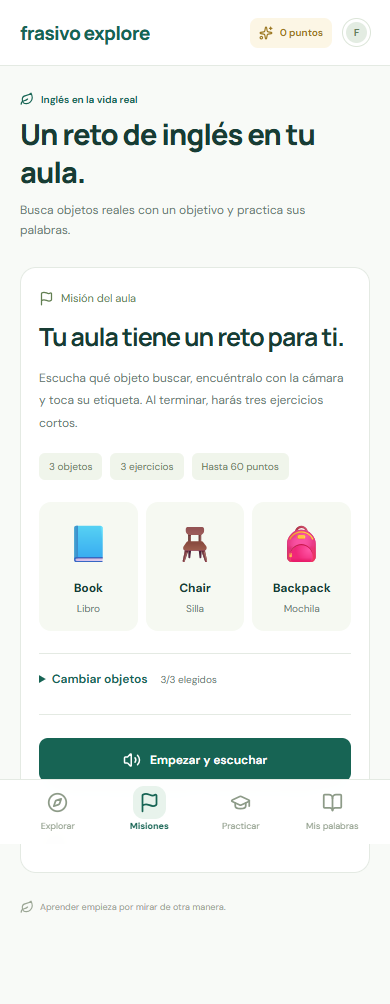 frasivo explore
0 puntos
F
Inglés en la vida real
Un reto de inglés en tu
aula.
Busca objetos reales con un objetivo y practica sus
palabras.
Misión del aula
Tu aula tiene un reto para ti.
Escucha qué objeto buscar, encuéntralo con la cámara
y toca su etiqueta. Al terminar, harás tres ejercicios
cortos.
3 objetos
3 ejercicios
Hasta 60 puntos
Book
Chair
Backpack
Libro
Silla
Mochila
Cambiar objetos
3/3 elegidos
Empezar y escuchar
Explorar
Misiones
Practicar
Mis palabras
Aprender empieza por mirar de otra manera.